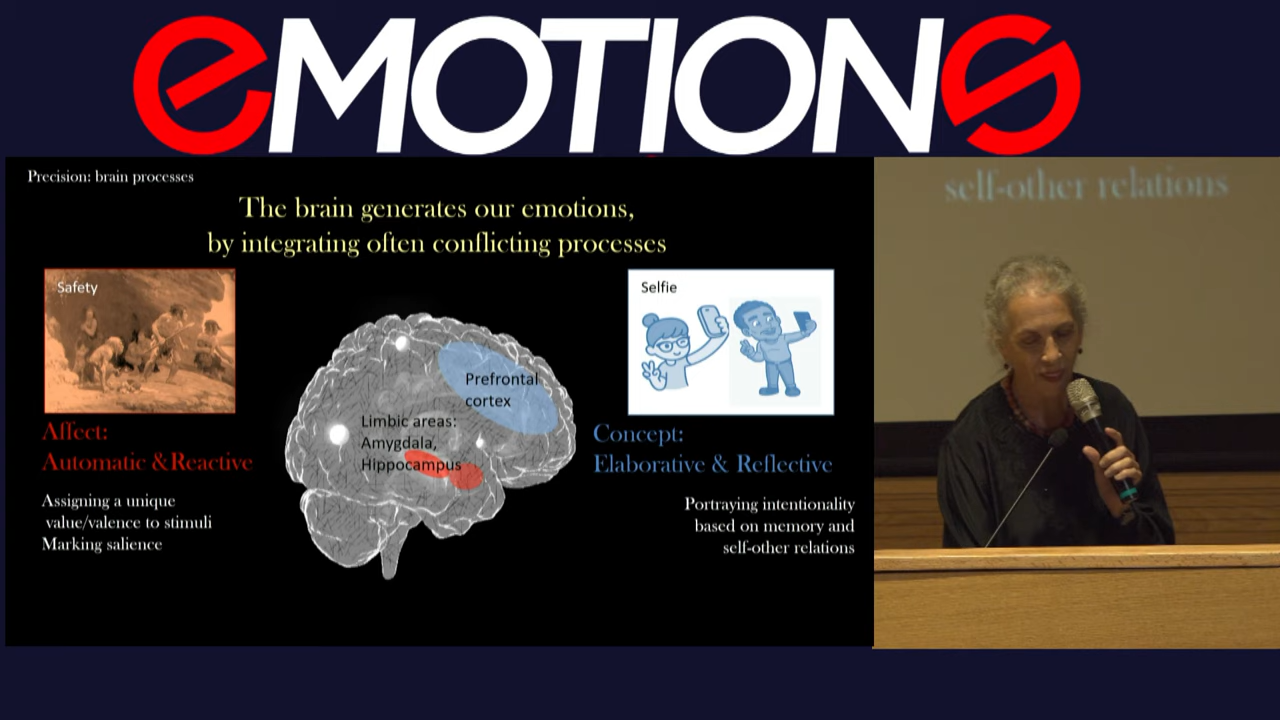 eMOTIONS
Precision: brain processes
The brain generates our emotions,
by integrating often conflicting processes
Safety
Selfie
Prefrontal
cortex
Limbic areas:
Amygdala,
Hippocampus
Affect:
Automatic &Reactive
Assigning a unique
value/valence to stimuli
Marking salience
Concept:
Elaborative & Reflective
Portraying intentionality
based on memory and
self-other relations
self-other relations